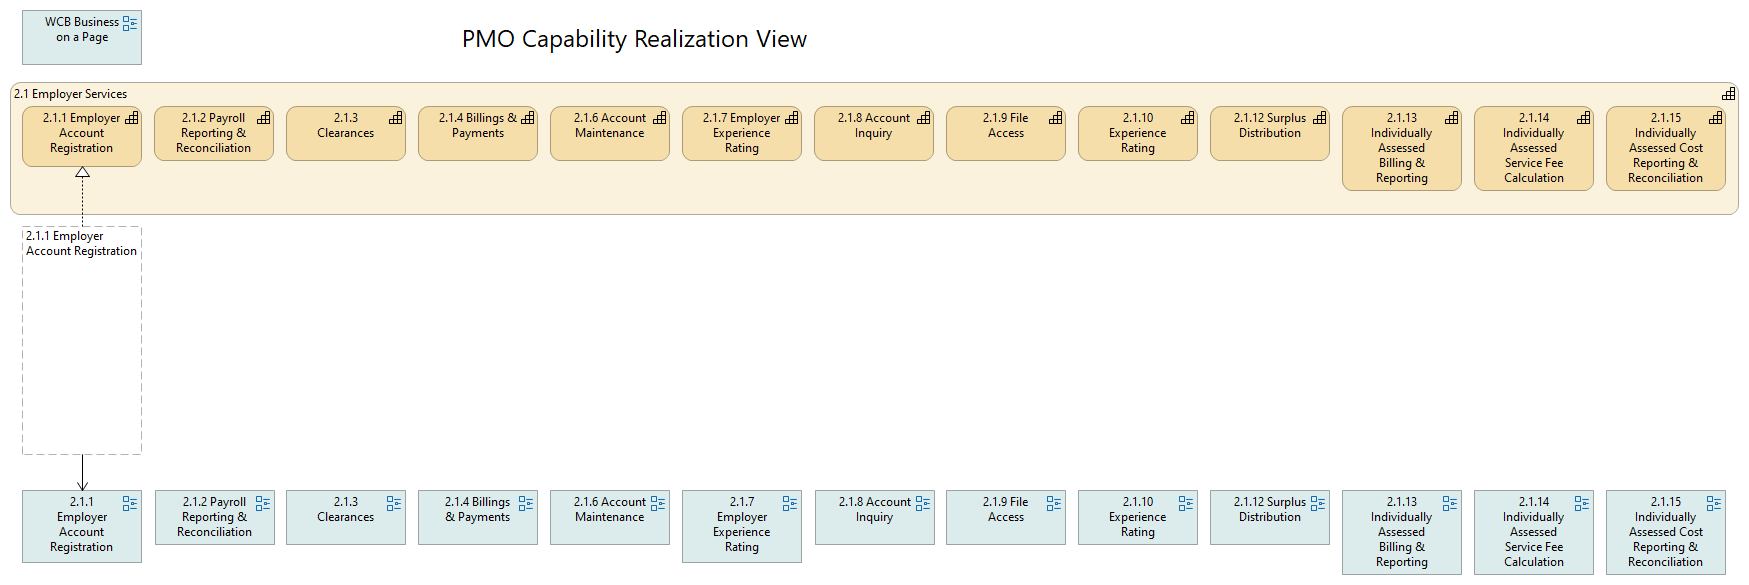 WCB Business
on a Page
PMO Capability Realization View
2.1 Employer Services
2.1.1 Employer
Account
Registration
2.1.2 Payroll
Reporting &
Reconciliation
2.1.3
Clearances
2.1.4 Billings &
Payments
2.1.6 Account
Maintenance
2.1.7 Employer
Experience
Rating
2.1.8 Account
Inquiry
2.1.9 File
Access
2.1.10
Experience
Rating
2.1.12 Surplus
Distribution
2.1.13
Individually
Assessed
Billing &
Reporting
2.1.14
Individually
Assessed
Service Fee
Calculation
2.1.15
Individually
Assessed Cost
Reporting &
Reconciliation
2.1.1 Employer
Account Registration
2.1.1
Employer
Account
Registration
2.1.2 Payroll
Reporting &
Reconciliation
2.1.3
Clearances
2.1.4 Billings
& Payments
2.1.6 Account
Maintenance
2.1.7
Employer
Experience
Rating
2.1.8 Account
Inquiry
2.1.9 File
Access
2.1.10
Experience
Rating
2.1.12 Surplus
Distribution
2.1.13
Individually
Assessed
Billing &
Reporting
2.1.14
Individually
Assessed
Service Fee
Calculation
2.1.15
Individually
Assessed Cost
Reporting &
Reconciliation